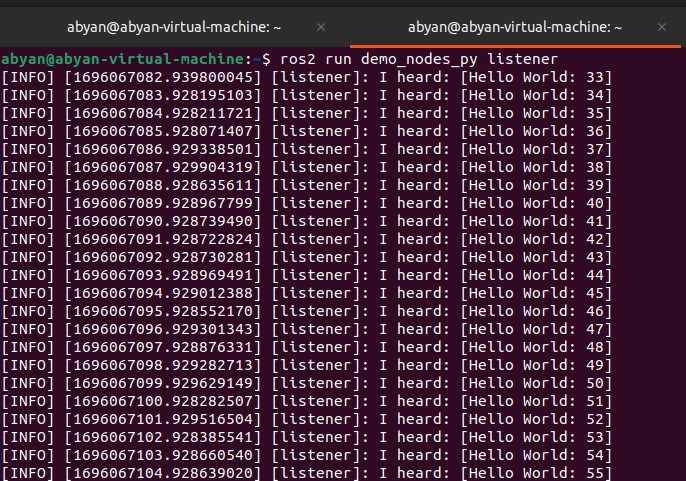 abyan@abyan-virtual-machine: ~ × abyan@abyan-virtual-machine: ~ ×
abyan@abyan-virtual-machine:~$ ros2 run demo_nodes_py listener
[INFO] [1696067082.939800045] [listener]: I heard: [Hello World: 33]
[INFO] [1696067083.928195103] [listener]: I heard: [Hello World: 34]
[INFO] [1696067084.928211721] [listener]: I heard: [Hello World: 35]
[INFO] [1696067085.928071407] [listener]: I heard: [Hello World: 36]
[INFO] [1696067086.929338501] [listener]: I heard: [Hello World: 37]
[INFO] [1696067087.929904319] [listener]: I heard: [Hello World: 38]
[INFO] [1696067088.928635611] [listener]: I heard: [Hello World: 39]
[INFO] [1696067089.928967799] [listener]: I heard: [Hello World: 40]
[INFO] [1696067090.928739490] [listener]: I heard: [Hello World: 41]
[INFO] [1696067091.928722824] [listener]: I heard: [Hello World: 42]
[INFO] [1696067092.928730281] [listener]: I heard: [Hello World: 43]
[INFO] [1696067093.928969491] [listener]: I heard: [Hello World: 44]
[INFO] [1696067094.929012388] [listener]: I heard: [Hello World: 45]
[INFO] [1696067095.928552170] [listener]: I heard: [Hello World: 46]
[INFO] [1696067096.929301343] [listener]: I heard: [Hello World: 47]
[INFO] [1696067097.928876331] [listener]: I heard: [Hello World: 48]
[INFO] [1696067098.929282713] [listener]: I heard: [Hello World: 49]
[INFO] [1696067099.929629149] [listener]: I heard: [Hello World: 50]
[INFO] [1696067100.928282507] [listener]: I heard: [Hello World: 51]
[INFO] [1696067101.929516504] [listener]: I heard: [Hello World: 52]
[INFO] [1696067102.928385541] [listener]: I heard: [Hello World: 53]
[INFO] [1696067103.928660540] [listener]: I heard: [Hello World: 54]
[INFO] [1696067104.928639020] [listener]: I heard: [Hello World: 55]